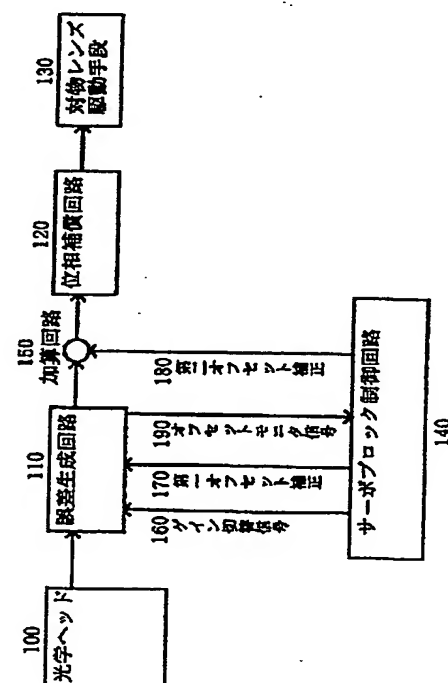 100
光字ヘッド
110
誤差生成回路
150
加算回路
120
位相補償回路
130
対物レンズ
駆動手段
160 ゲイン切替信号
170 第一オフセット補正
190 オフセットモニタ信号
180 第二オフセット補正
サーボブロック制御回路
140